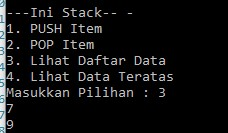 ---Ini Stack-- -
1. PUSH Item
2. POP Item
3. Lihat Daftar Data
4. Lihat Data Teratas
Masukkan Pilihan : 3
7
9